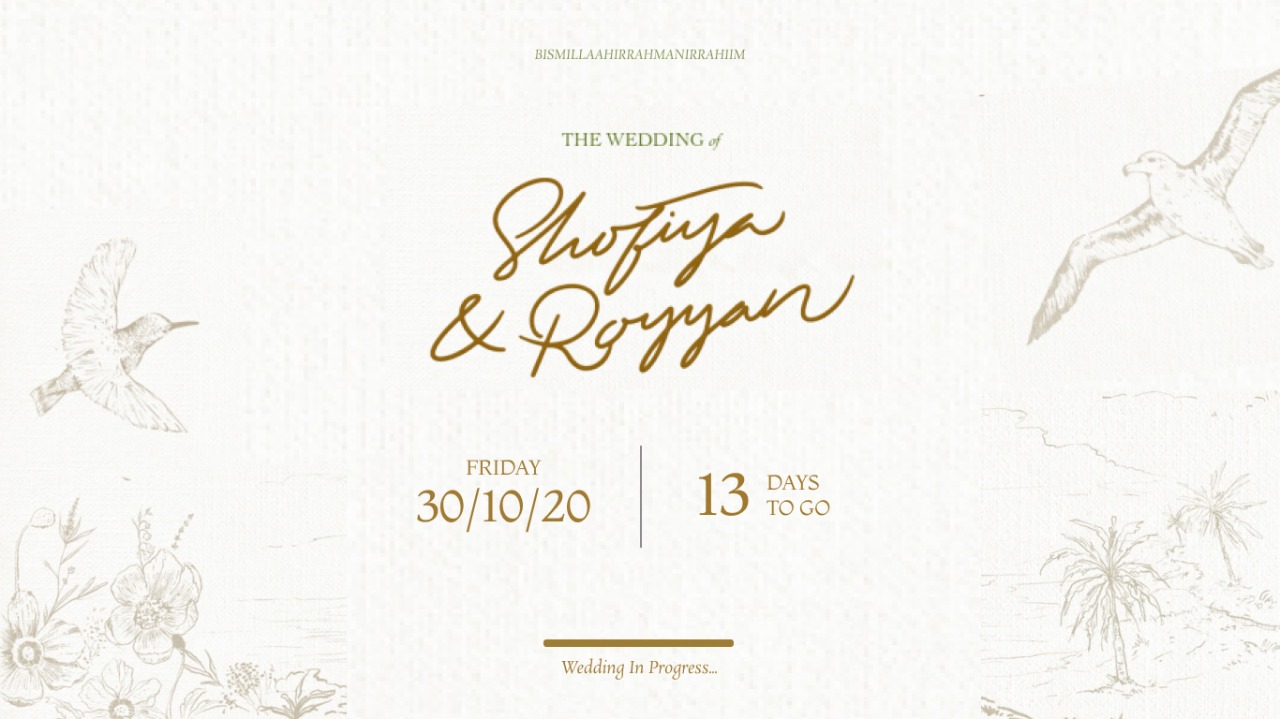 BISMILLAAHIRRAHMANIRRAHIIM
THE WEDDING of
Shofiya
& Royyan
FRIDAY
30/10/20
13 DAYS
TO GO
Wedding In Progress...